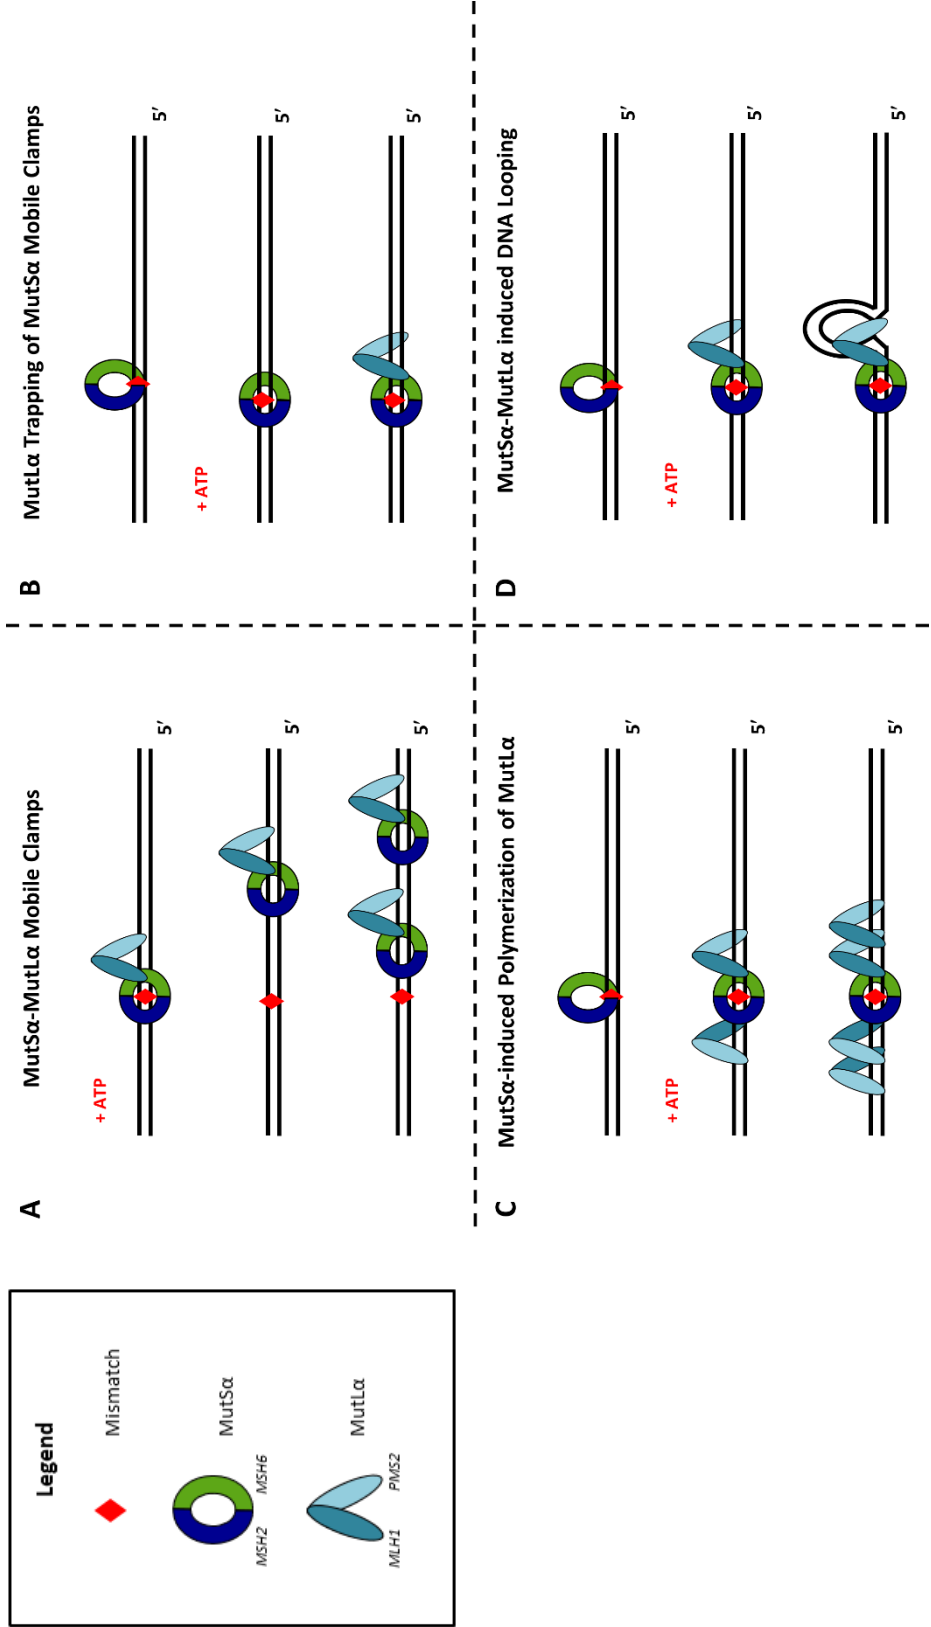 Legend
Mismatch
MutSα
MSH2
MSH6
MutLα
MLH1
PMS2
A
MutSα-MutLα Mobile Clamps
+ ATP
5'
5'
5'
B
MutLα Trapping of MutSα Mobile Clamps
5'
+ ATP
5'
5'
C
MutSα-induced Polymerization of MutLα
5'
+ ATP
5'
5'
D
MutSα-MutLα induced DNA Looping
5'
+ ATP
5'
5'